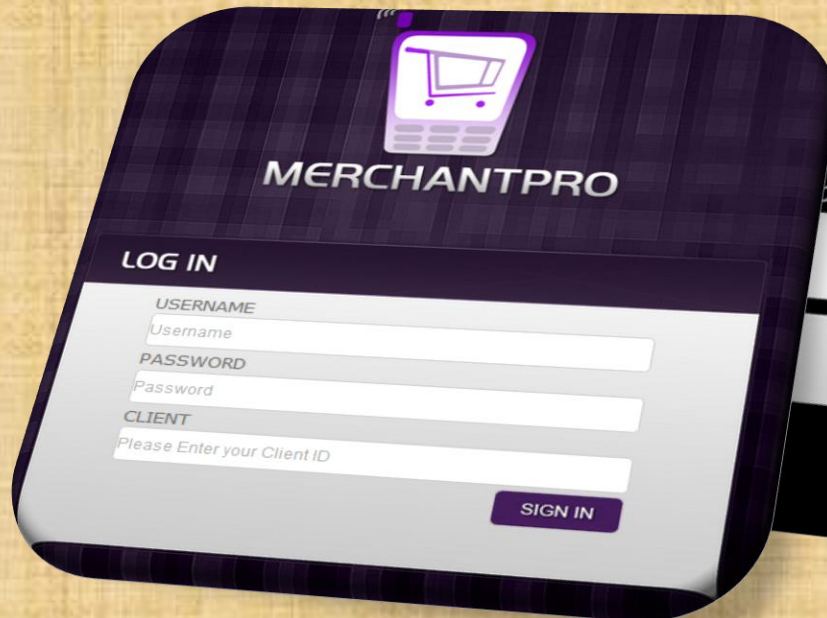 MERCHANTPRO
LOG IN
USERNAME
Username
PASSWORD
Password
CLIENT
Please Enter your Client ID
SIGN IN